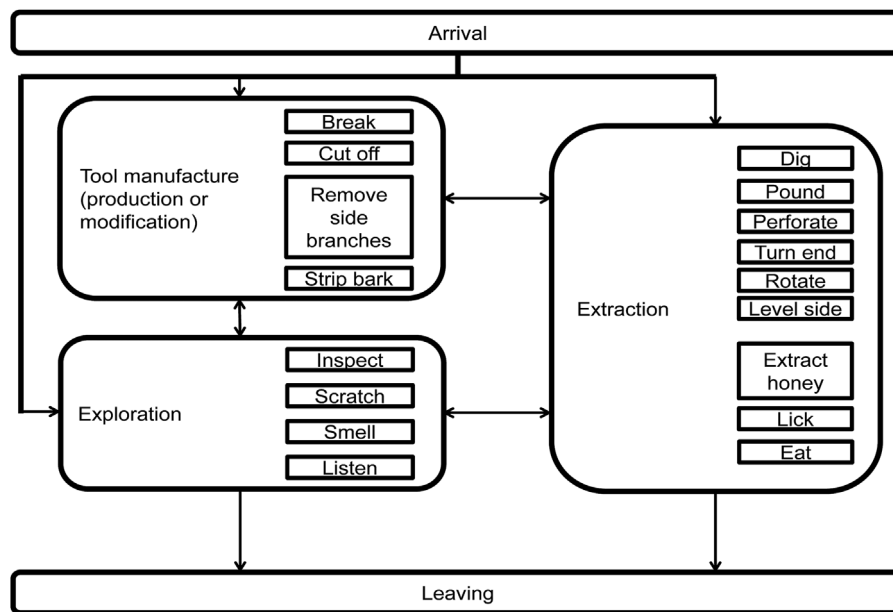 Arrival
Tool manufacture
(production or
modification)
Break
Cut off
Remove
side
branches
Strip bark
Exploration
Inspect
Scratch
Smell
Listen
Extraction
Dig
Pound
Perforate
Turn end
Rotate
Level side
Extract
honey
Lick
Eat
Leaving